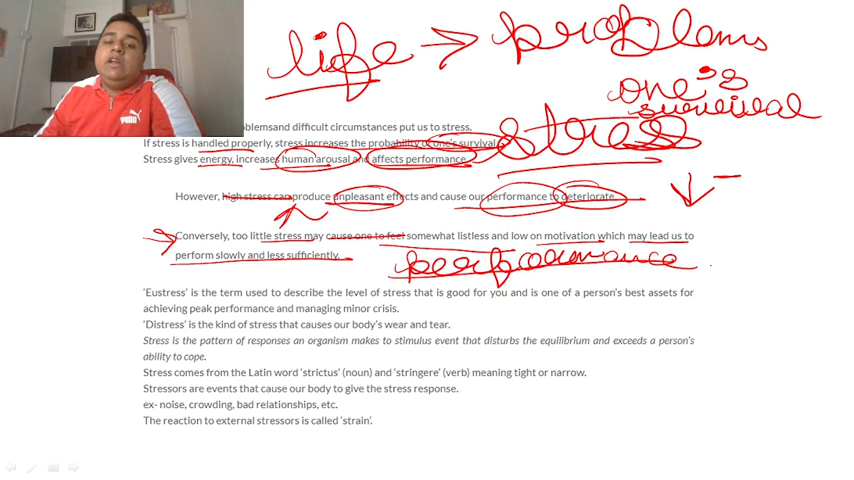 life → problems
one's
survival
stress
PUMA
problemsand difficult circumstances put us to stress.
If stress is handled properly, stress increases the probability of one's survival.
Stress gives energy, increases human arousal and affects performance.
However, high stress can produce unpleasant effects and cause our performance to deteriorate.
Conversely, too little stress may cause one to feel somewhat listless and low on motivation which may lead us to
perform slowly and less sufficiently.
performance
'Eustress' is the term used to describe the level of stress that is good for you and is one of a person's best assets for
achieving peak performance and managing minor crisis.
'Distress' is the kind of stress that causes our body's wear and tear.
Stress is the pattern of responses an organism makes to stimulus event that disturbs the equilibrium and exceeds a person's
ability to cope.
Stress comes from the Latin word 'strictus' (noun) and 'stringere' (verb) meaning tight or narrow.
Stressors are events that cause our body to give the stress response.
ex- noise, crowding, bad relationships, etc.
The reaction to external stressors is called 'strain'.